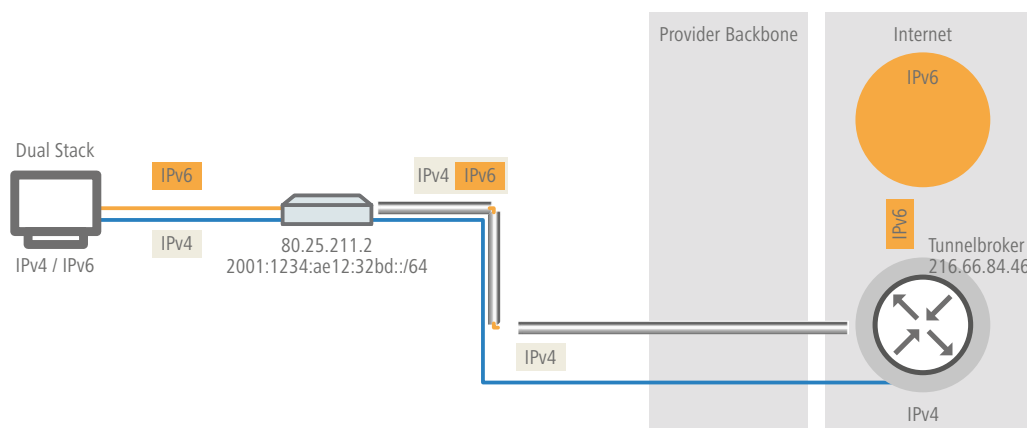 Provider Backbone
Internet
IPv6
Dual Stack
IPv6
IPv4 IPv6
IPv6
IPv4
80.25.211.2
2001:1234:ae12:32bd::/64
IPv4 / IPv6
Tunnelbroker
216.66.84.46
IPv4
IPv4